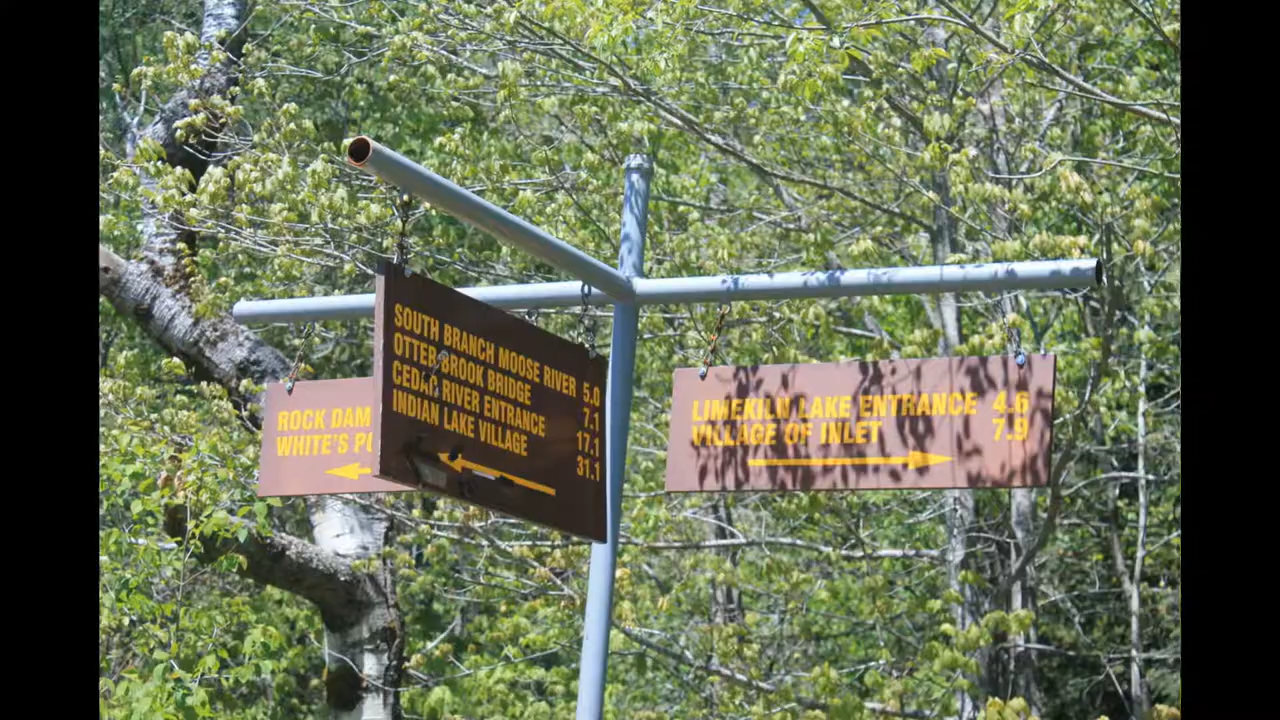 ROCK DAM
WHITE'S
SOUTH BRANCH MOOSE RIVER 5.0
OTTER BROOK BRIDGE 7.1
CEDAR RIVER ENTRANCE 17.1
INDIAN LAKE VILLAGE 31.1
LIMEKILN LAKE ENTRANCE 4.6
VILLAGE OF INLET 7.9